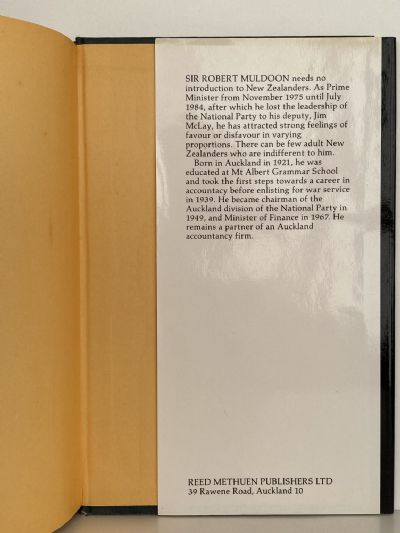 SIR ROBERT MULDOON needs no
introduction to New Zealanders. As Prime
Minister from November 1975 until July
1984, after which he lost the leadership of
the National Party to his deputy, Jim
McLay, he has attracted strong feelings of
favour or disfavour in varying
proportions. There can be few adult New
Zealanders who are indifferent to him.
Born in Auckland in 1921, he was
educated at Mt Albert Grammar School
and took the first steps towards a career in
accountacy before enlisting for war service
in 1939. He became chairman of the
Auckland division of the National Party in
1949, and Minister of Finance in 1967. He
remains a partner of an Auckland
accountancy firm.
REED METHUEN PUBLISHERS LTD
39 Rawene Road, Auckland 10